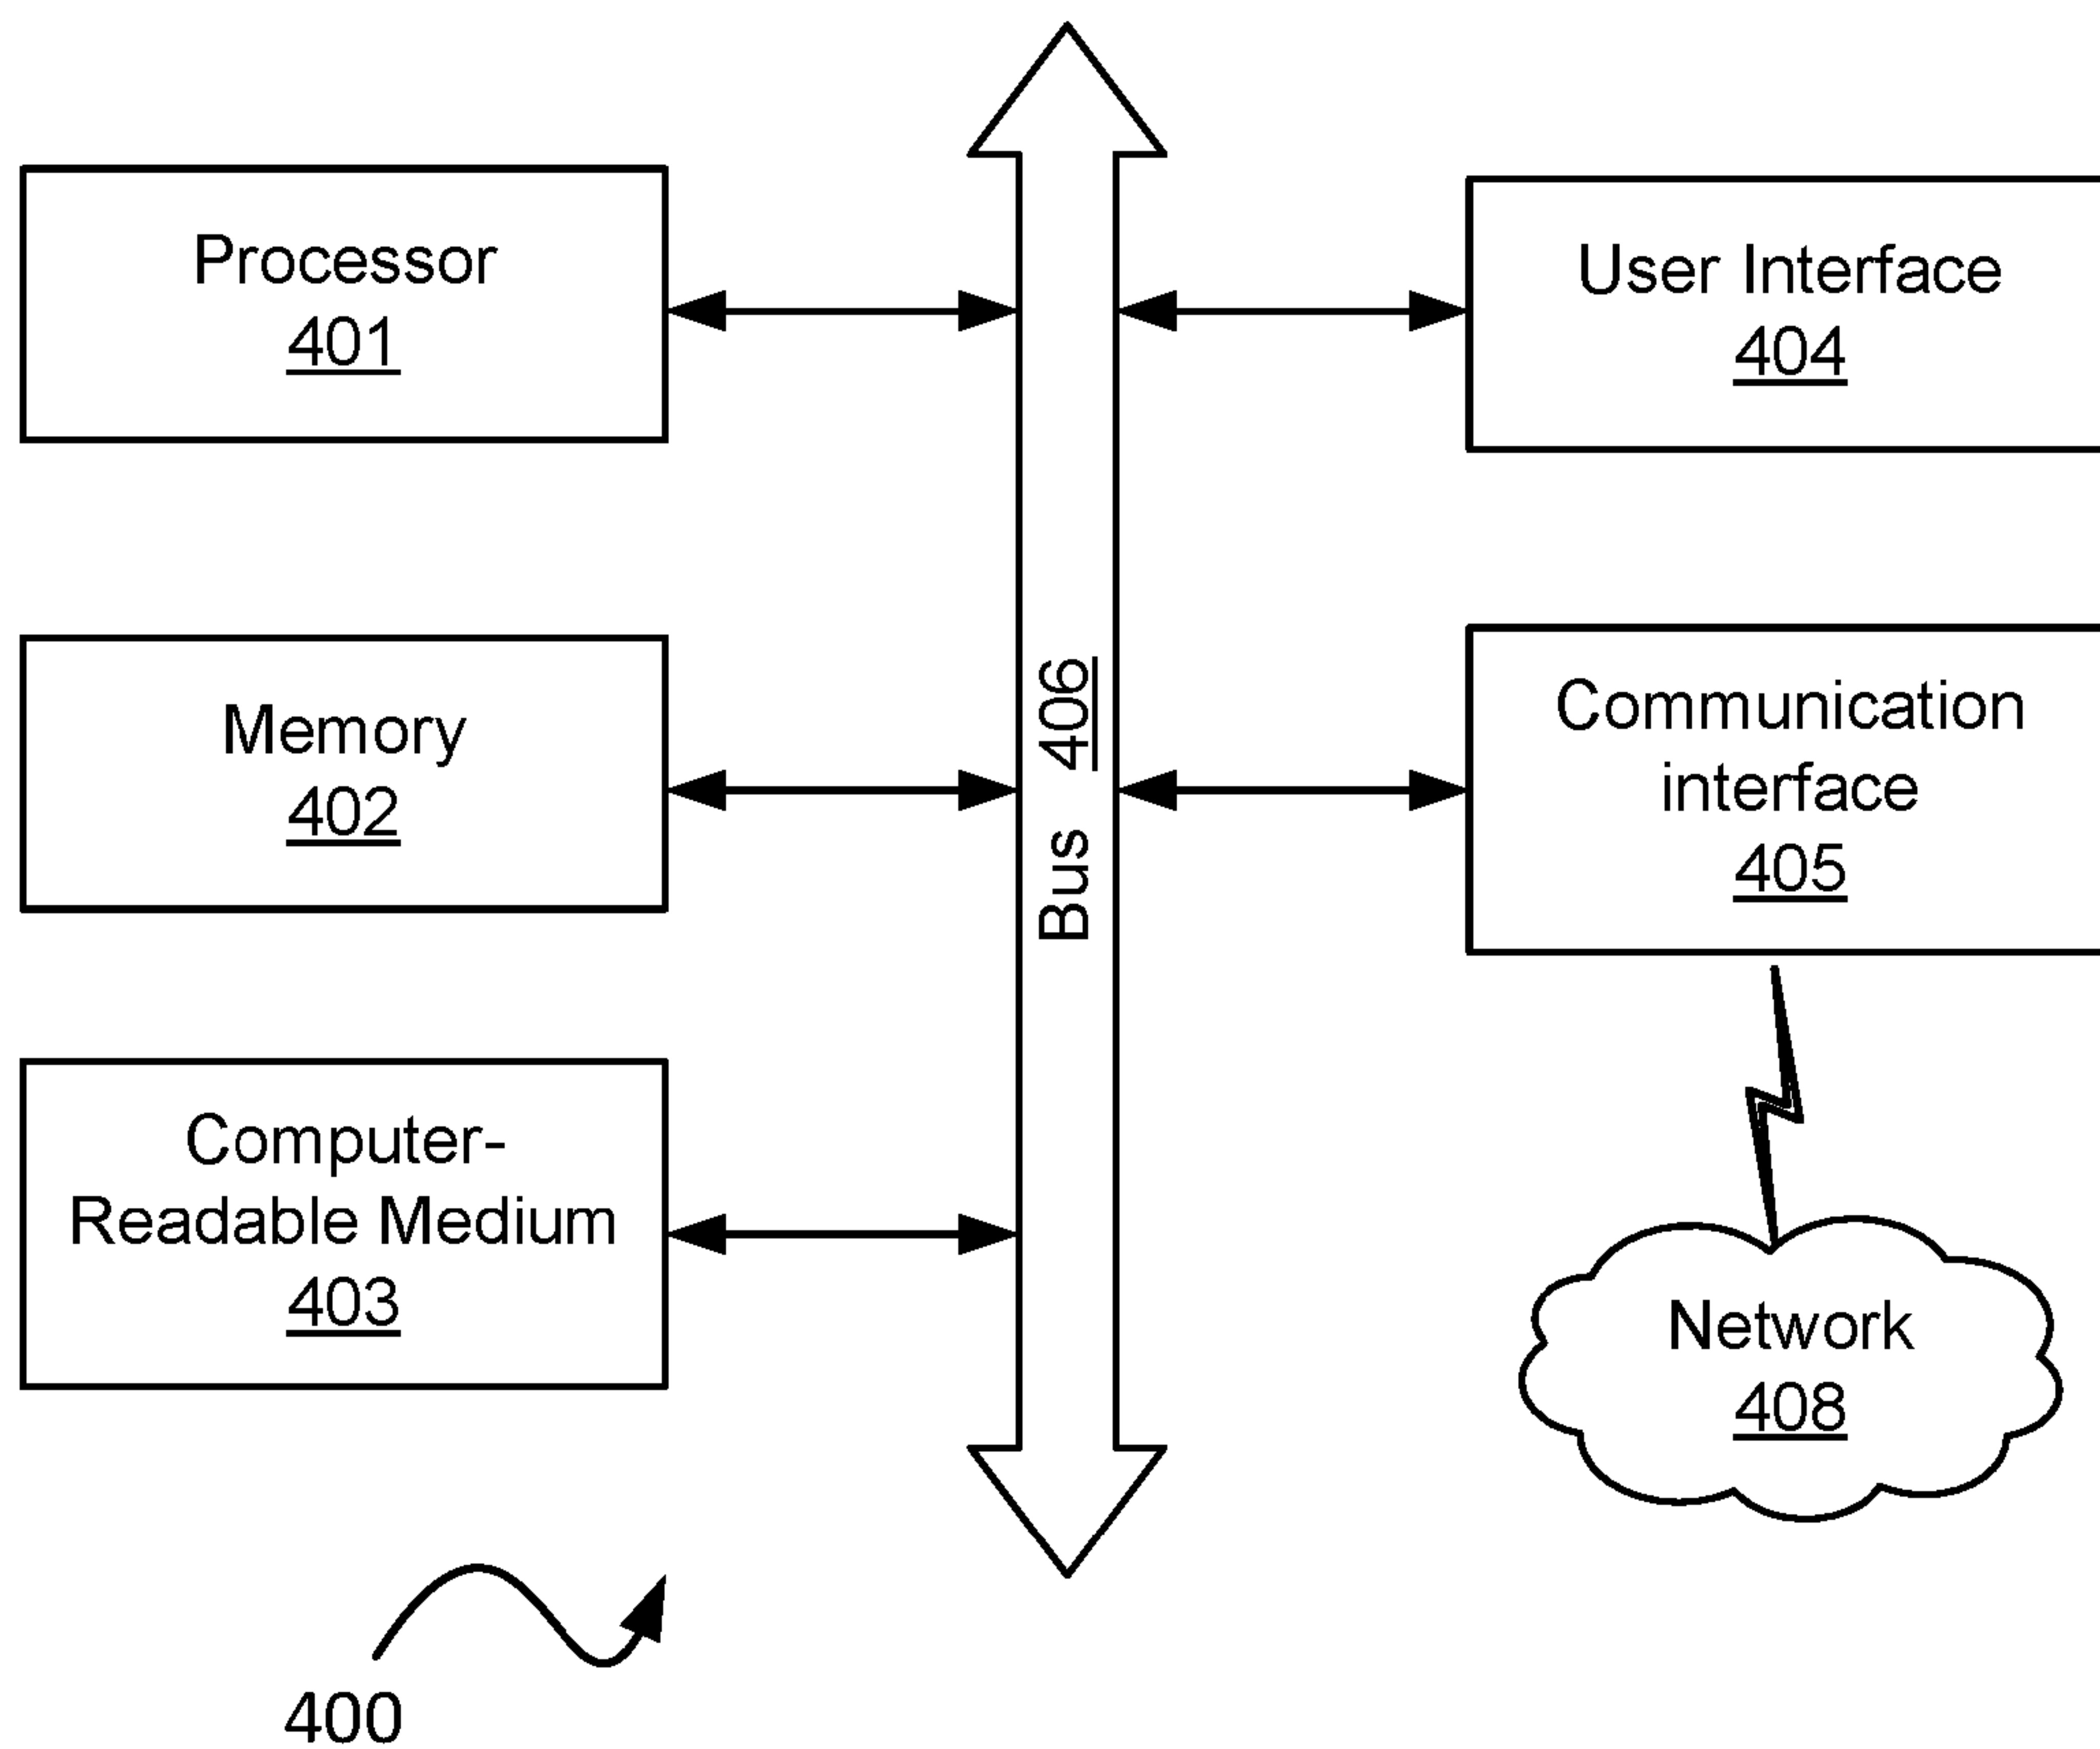 Processor
401
User Interface
404
Memory
402
Bus 406
Communication
interface
405
Computer-
Readable Medium
403
Network
408
400